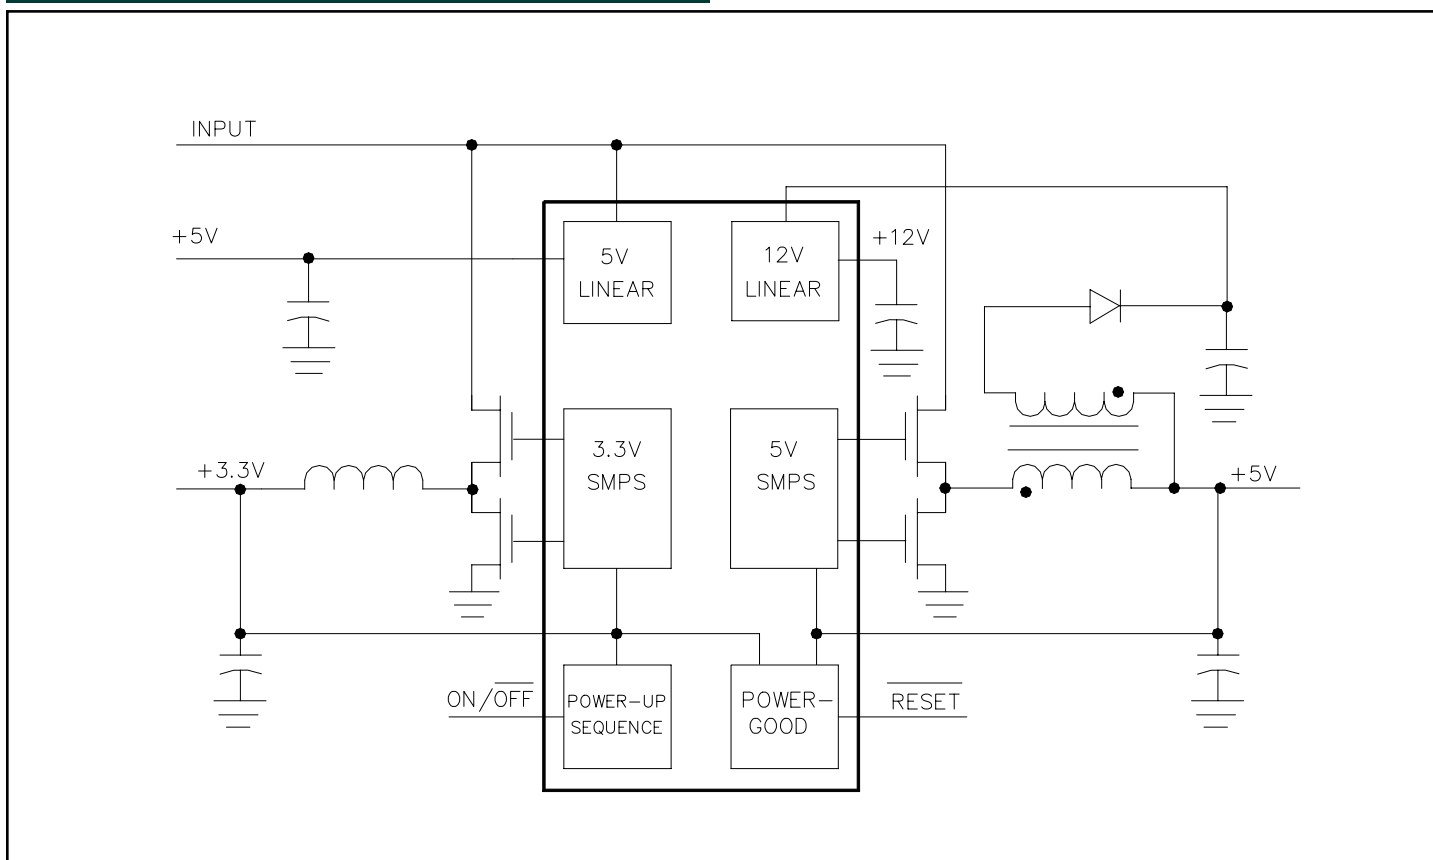 INPUT
+5V
5V
LINEAR
12V
LINEAR
+12V
+3.3V
3.3V
SMPS
5V
SMPS
+5V
ON/OFF
POWER-UP
SEQUENCE
POWER-
GOOD
RESET